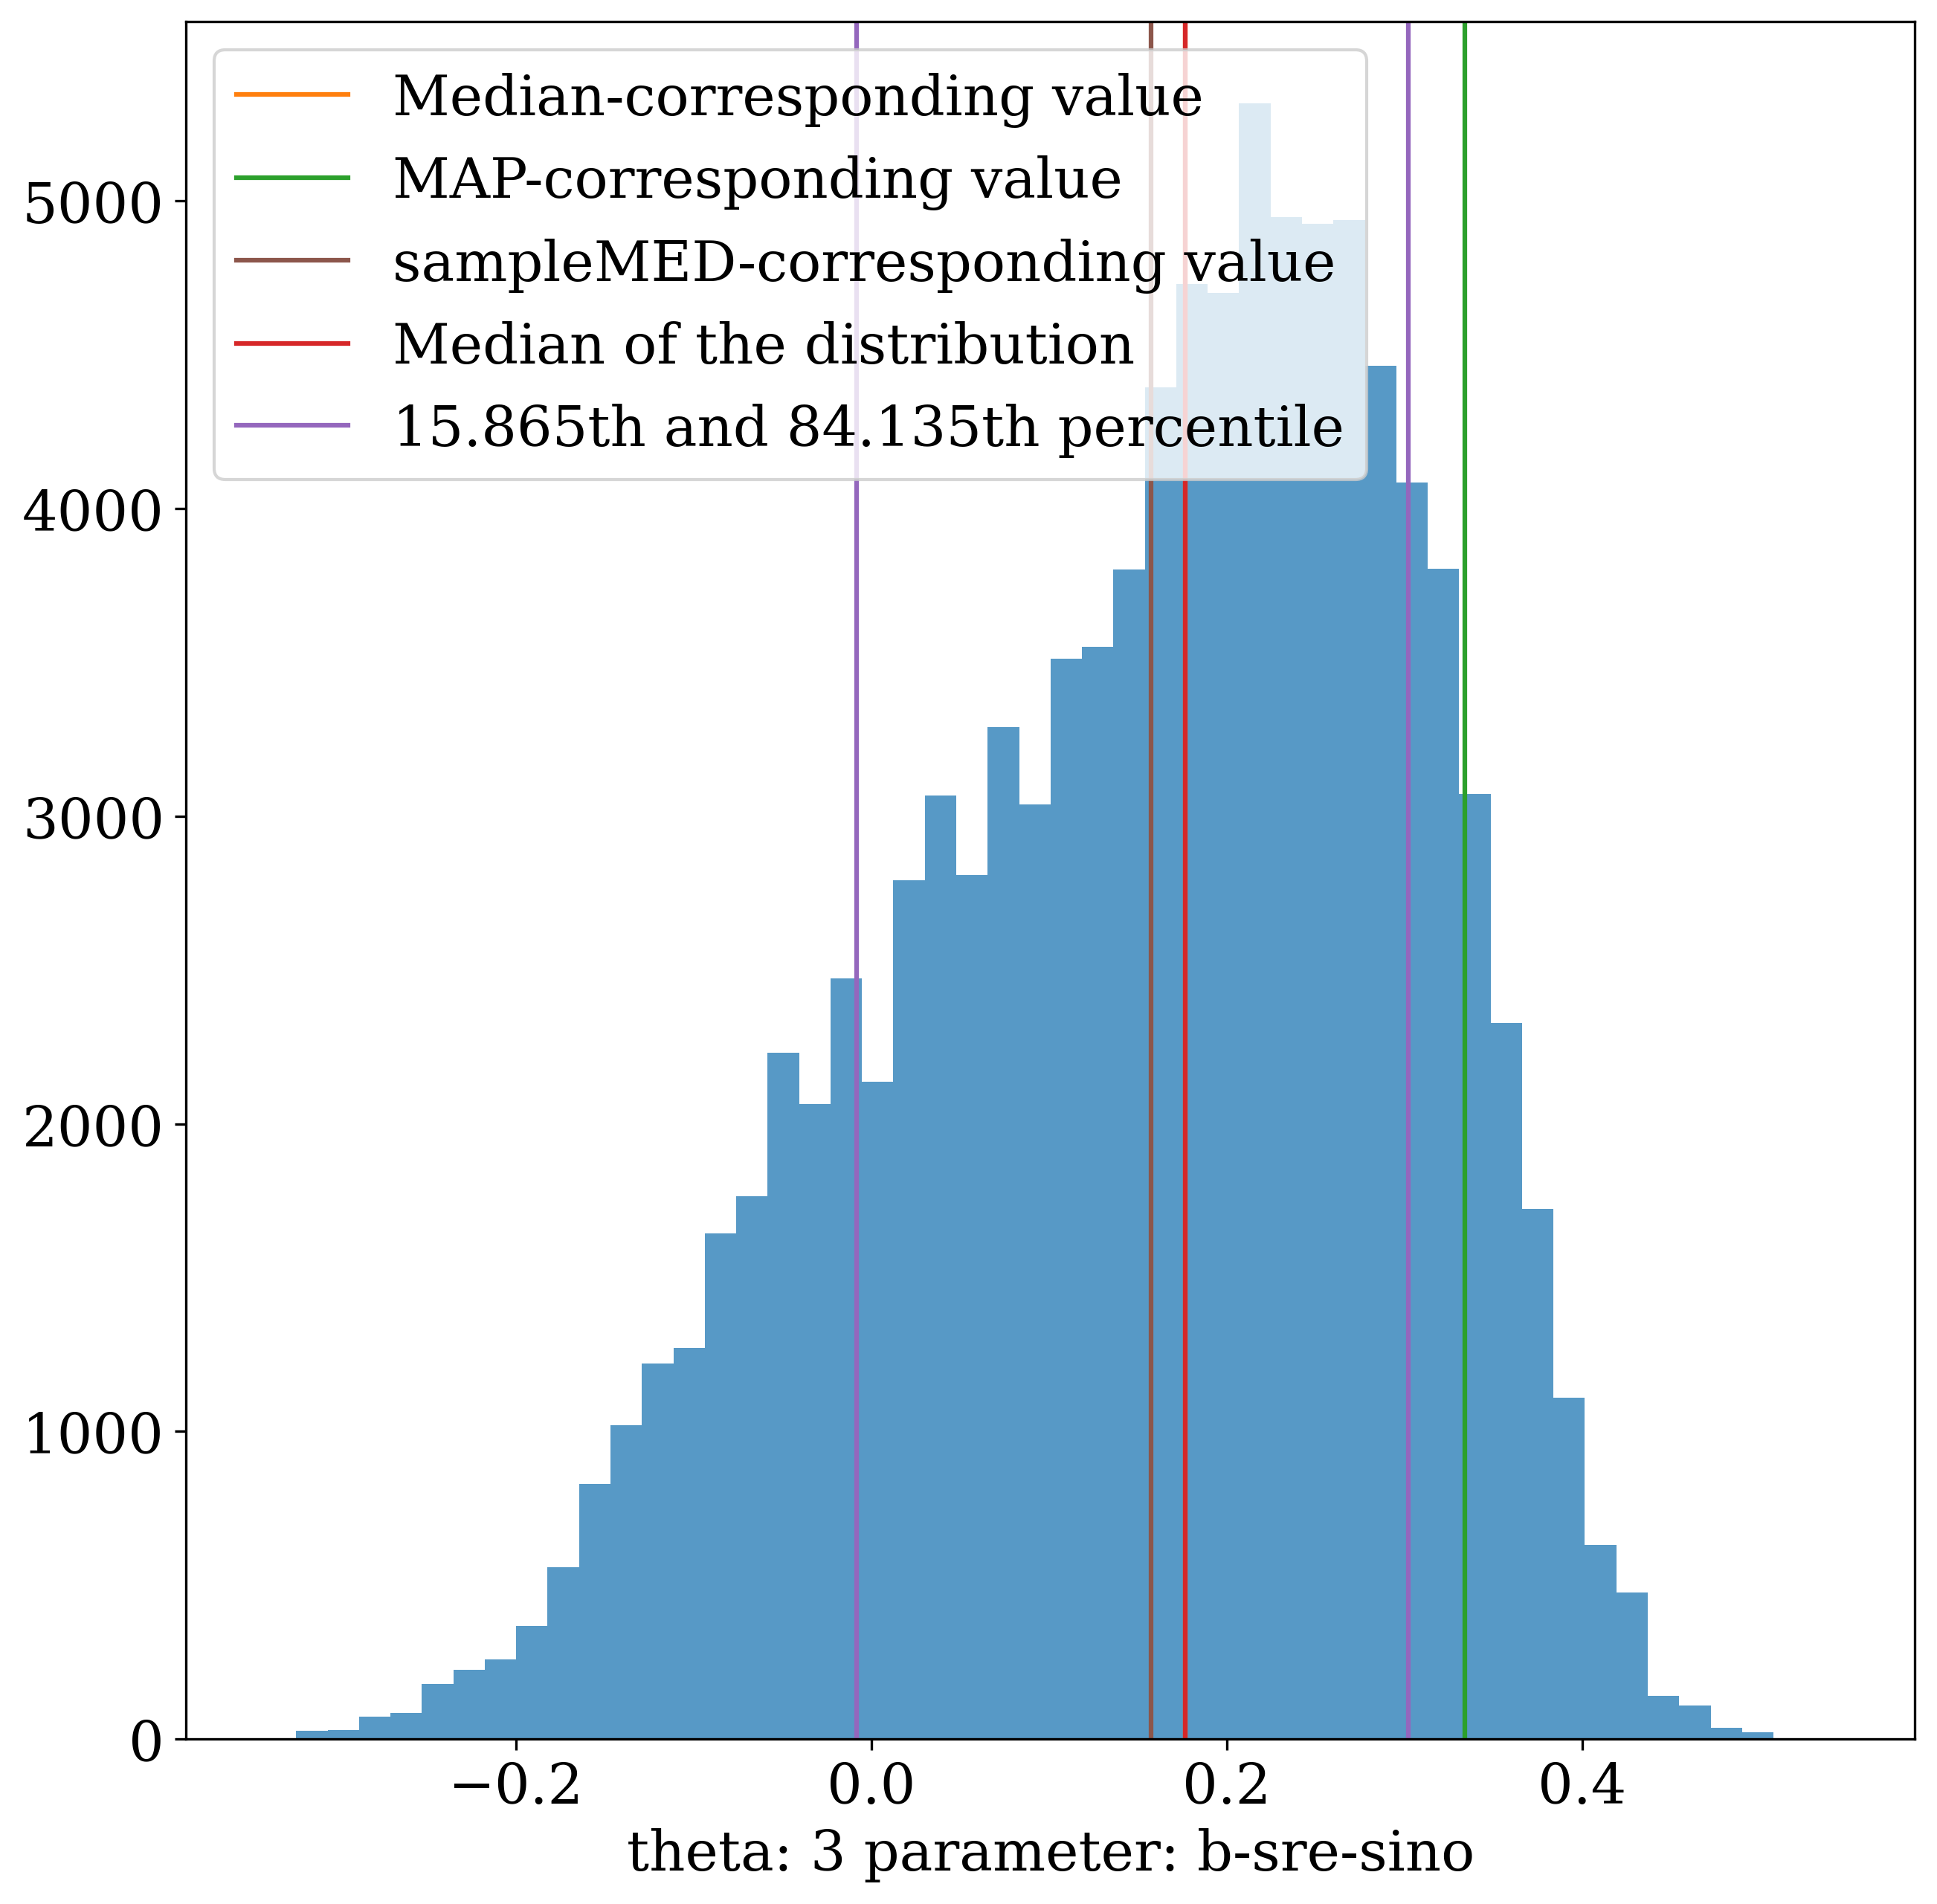 Median-corresponding value
MAP-corresponding value
sampleMED-corresponding value
Median of the distribution
15.865th and 84.135th percentile
5000
4000
3000
2000
1000
0
−0.2 0.0 0.2 0.4
theta: 3 parameter: b-sre-sino